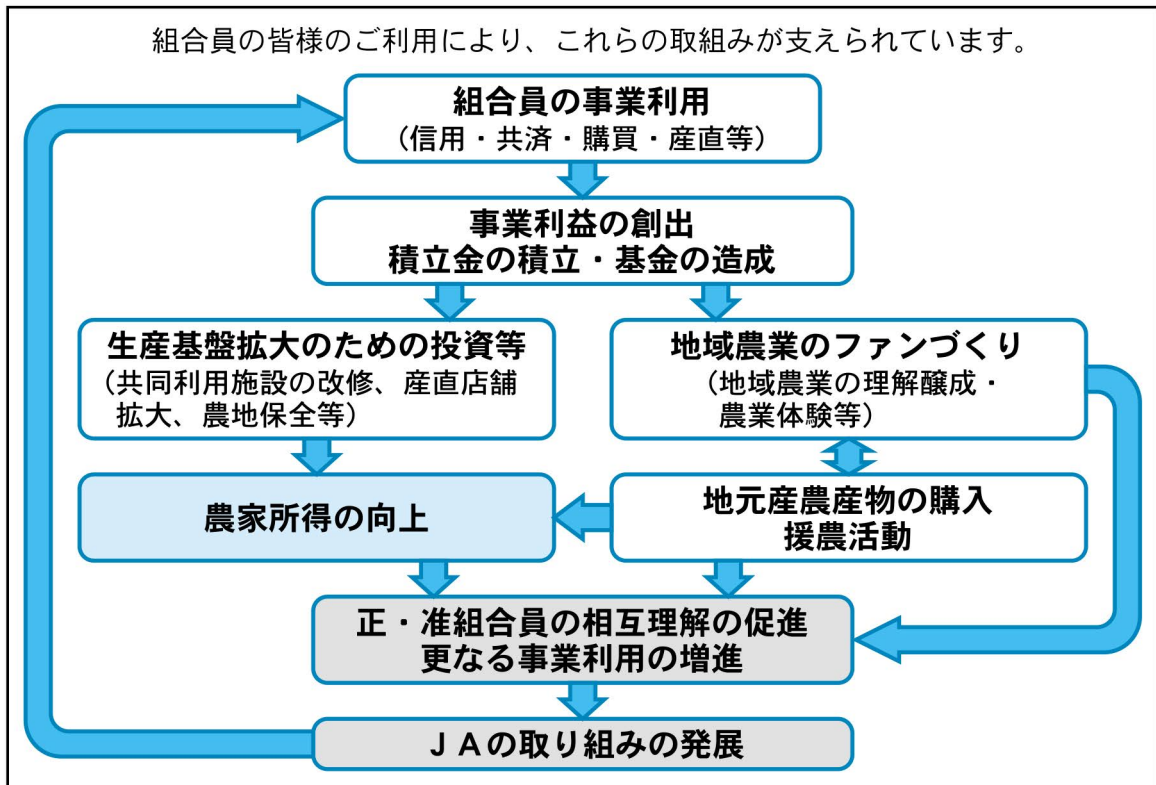 組合員の皆様のご利用により、これらの取組みが支えられています。
組合員の事業利用
（信用・共済・購買・産直等）
事業利益の創出
積立金の積立・基金の造成
生産基盤拡大のための投資等
（共同利用施設の改修、産直店舗
拡大、農地保全等）
地域農業のファンづくり
（地域農業の理解醸成・
農業体験等）
農家所得の向上
地元産農産物の購入
援農活動
正・准組合員の相互理解の促進
更なる事業利用の増進
ＪＡの取り組みの発展